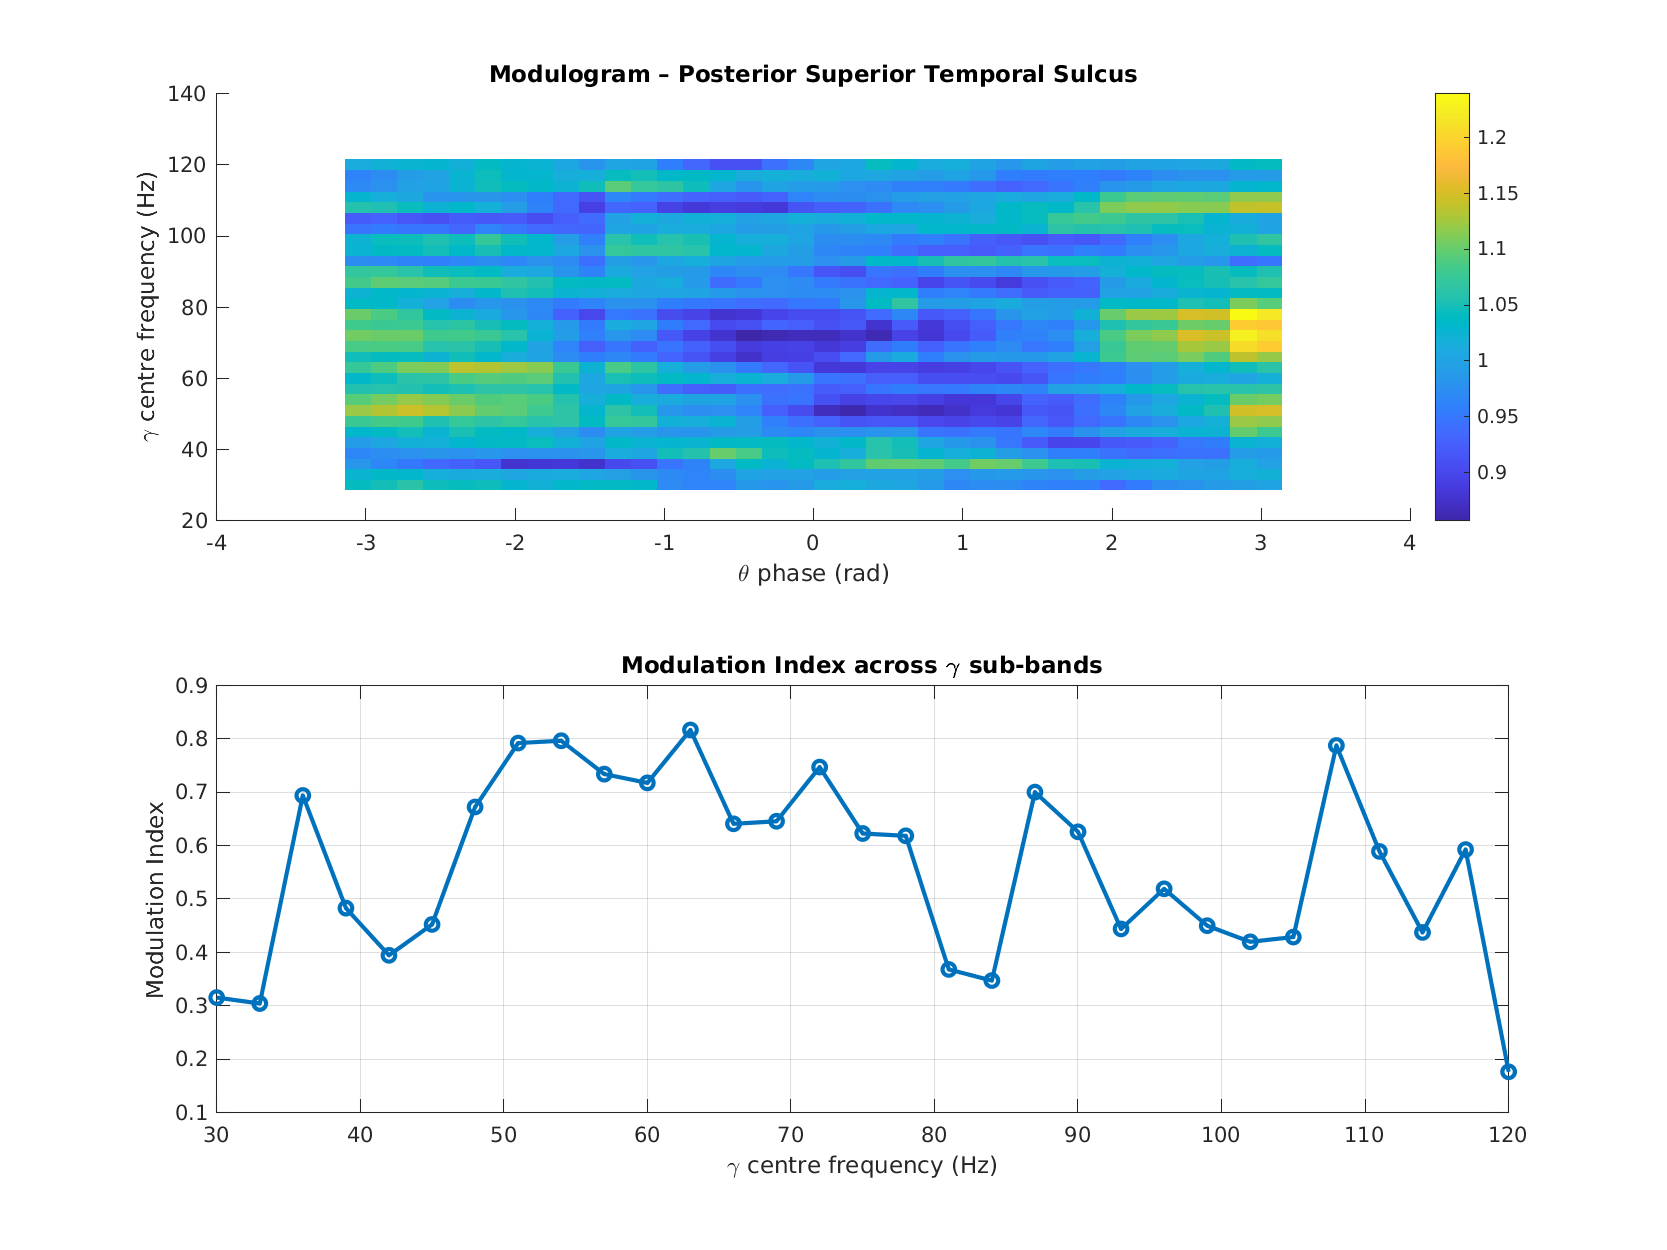 Modulogram – Posterior Superior Temporal Sulcus
140
120
100
80
60
40
20
γ centre frequency (Hz)
-4 -3 -2 -1 0 1 2 3 4
θ phase (rad)
1.2
1.15
1.1
1.05
1
0.95
0.9
Modulation Index across γ sub-bands
0.9
0.8
0.7
0.6
0.5
0.4
0.3
0.2
0.1
Modulation Index
30 40 50 60 70 80 90 100 110 120
γ centre frequency (Hz)